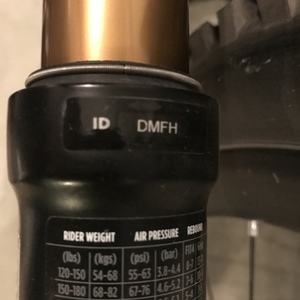 ID DMFH
RIDER WEIGHT AIR PRESSURE REBOUND
(lbs) (kgs) (psi) (bar) FIT4
120-150 54-68 55-63 3.8-4.4
150-180 68-82 67-76 4.6-5.2